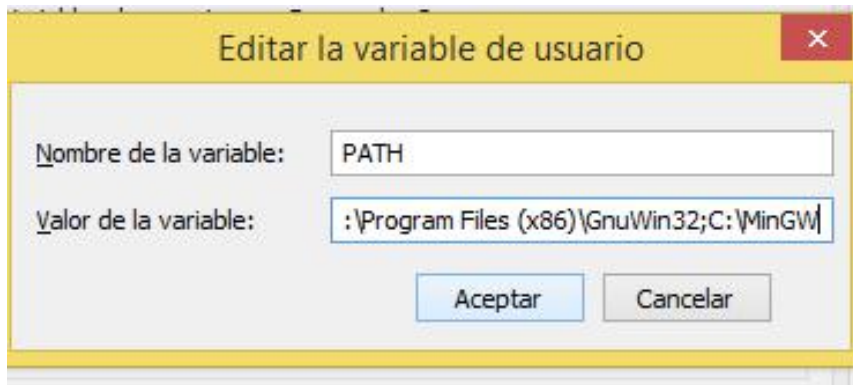 Editar la variable de usuario
Nombre de la variable: PATH
Valor de la variable: :\Program Files (x86)\GnuWin32;C:\MinGW
Aceptar Cancelar